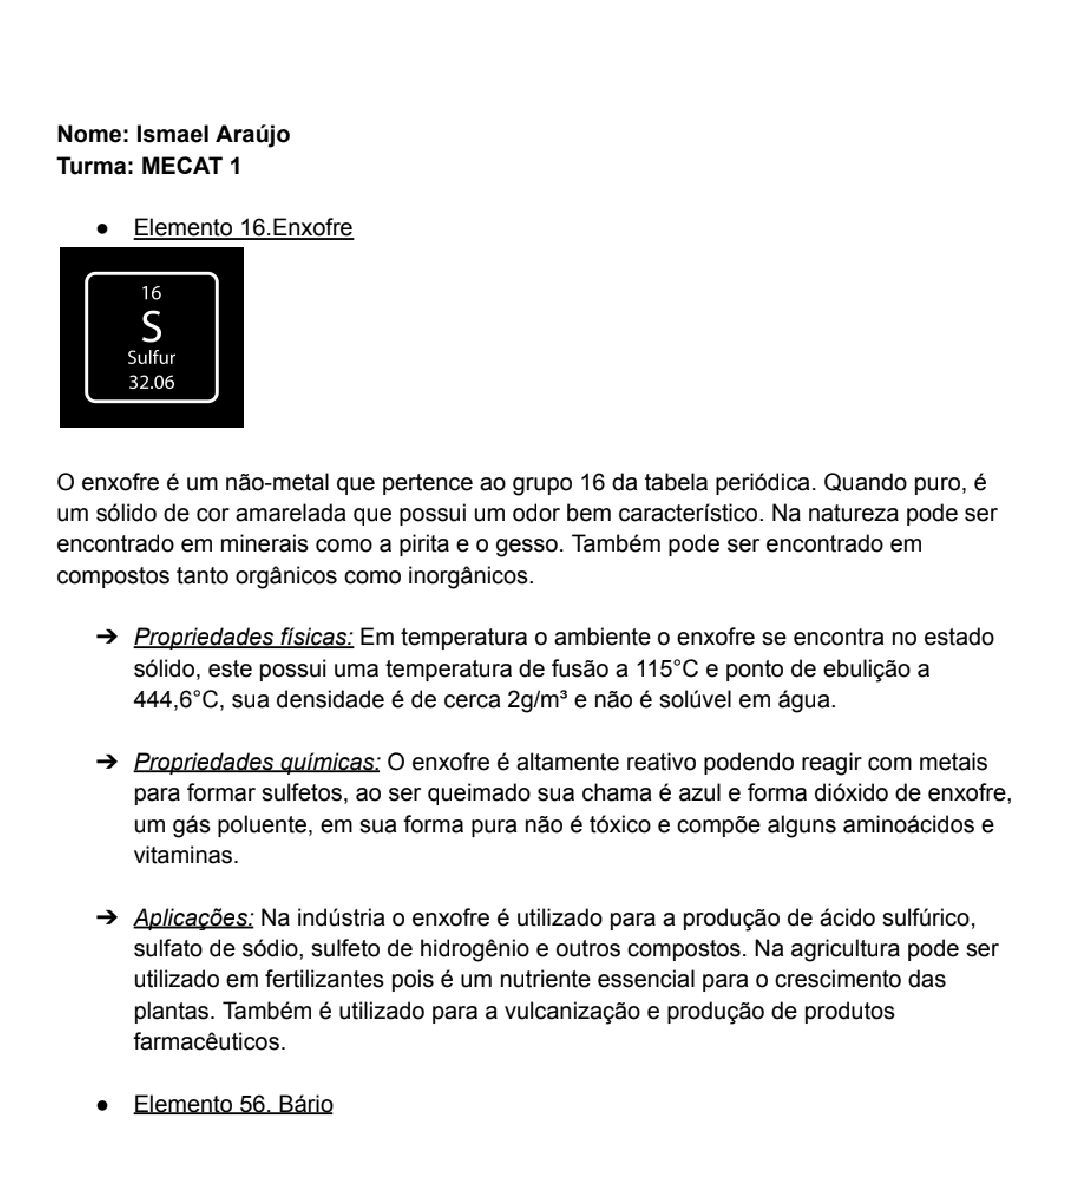 Nome: Ismael Araújo
Turma: MECAT 1
● Elemento 16.Enxofre
16
S
Sulfur
32.06
O enxofre é um não-metal que pertence ao grupo 16 da tabela periódica. Quando puro, é
um sólido de cor amarelada que possui um odor bem característico. Na natureza pode ser
encontrado em minerais como a pirita e o gesso. Também pode ser encontrado em
compostos tanto orgânicos como inorgânicos.
➔ Propriedades físicas: Em temperatura o ambiente o enxofre se encontra no estado
sólido, este possui uma temperatura de fusão a 115°C e ponto de ebulição a
444,6°C, sua densidade é de cerca 2g/m³ e não é solúvel em água.
➔ Propriedades químicas: O enxofre é altamente reativo podendo reagir com metais
para formar sulfetos, ao ser queimado sua chama é azul e forma dióxido de enxofre,
um gás poluente, em sua forma pura não é tóxico e compõe alguns aminoácidos e
vitaminas.
➔ Aplicações: Na indústria o enxofre é utilizado para a produção de ácido sulfúrico,
sulfato de sódio, sulfeto de hidrogênio e outros compostos. Na agricultura pode ser
utilizado em fertilizantes pois é um nutriente essencial para o crescimento das
plantas. Também é utilizado para a vulcanização e produção de produtos
farmacêuticos.
● Elemento 56. Bário